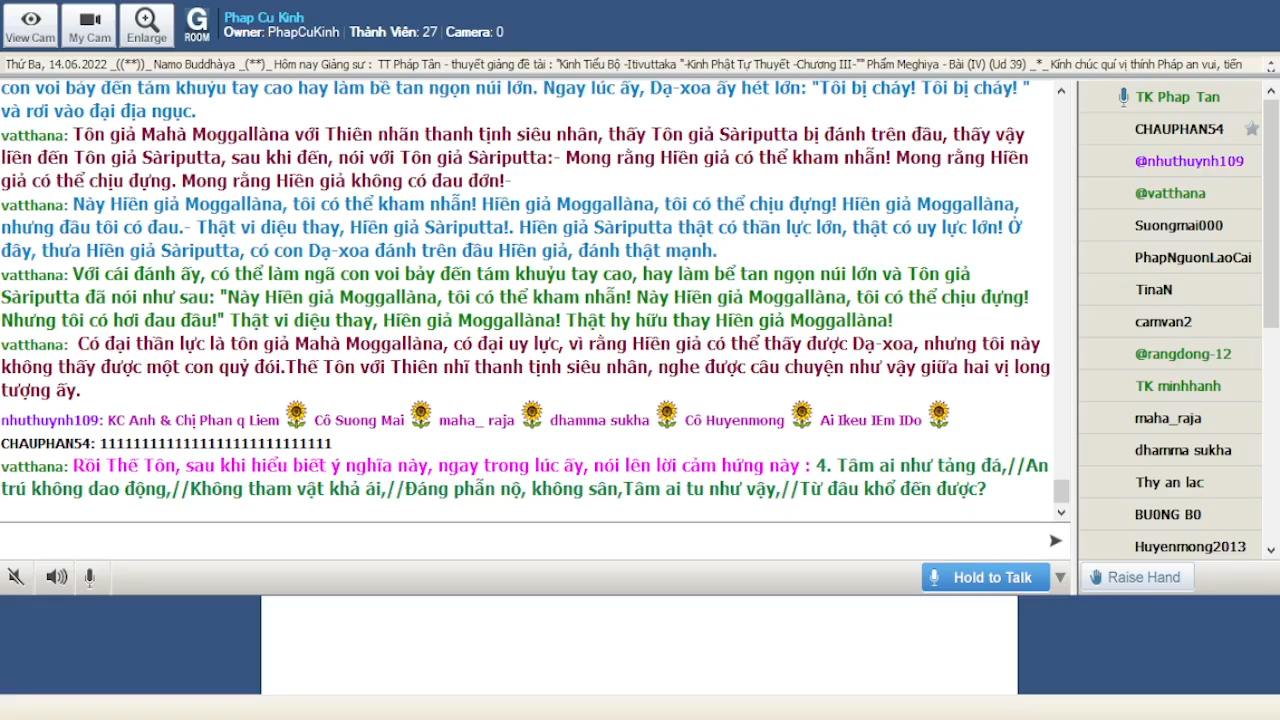 View Cam
My Cam
Enlarge
G
ROOM
Phap Cu Kinh
Owner: PhapCuKinh | Thành Viên: 27 | Camera: 0
Thứ Ba, 14.06.2022 _((**))_ Namo Buddhàya _(**)_ Hôm nay Giảng sư : TT Pháp Tân - thuyết giảng đề tài : "Kinh Tiểu Bộ -Itivuttaka "-Kinh Phật Tự Thuyết -Chương III-"" Phẩm Meghiya - Bài (IV) (Ud 39) _*_ Kính chúc quí vị thính Pháp an vui, tiến
con voi bảy đến tám khuỷu tay cao hay làm bể tan ngọn núi lớn. Ngay lúc ấy, Dạ-xoa ấy hét lớn: "Tôi bị cháy! Tôi bị cháy! "
và rơi vào đại địa ngục.
vatthana: Tôn giả Mahà Moggallàna với Thiên nhãn thanh tịnh siêu nhân, thấy Tôn giả Sàriputta bị đánh trên đầu, thấy vậy
liền đến Tôn giả Sàriputta, sau khi đến, nói với Tôn giả Sàriputta:- Mong rằng Hiền giả có thể kham nhẫn! Mong rằng Hiền
giả có thể chịu đựng. Mong rằng Hiền giả không có đau đớn!-
vatthana: Này Hiền giả Moggallàna, tôi có thể kham nhẫn! Hiền giả Moggallàna, tôi có thể chịu đựng! Hiền giả Moggallàna,
nhưng đầu tôi có đau.- Thật vi diệu thay, Hiền giả Sàriputta!. Hiền giả Sàriputta thật có thần lực lớn, thật có uy lực lớn! Ở
đây, thưa Hiền giả Sàriputta, có con Dạ-xoa đánh trên đầu Hiền giả, đánh thật mạnh.
vatthana: Với cái đánh ấy, có thể làm ngã con voi bảy đến tám khuỷu tay cao, hay làm bể tan ngọn núi lớn và Tôn giả
Sàriputta đã nói như sau: "Này Hiền giả Moggallàna, tôi có thể kham nhẫn! Này Hiền giả Moggallàna, tôi có thể chịu đựng!
Nhưng tôi có hơi đau đầu!" Thật vi diệu thay, Hiền giả Moggallàna! Thật hy hữu thay Hiền giả Moggallàna!
vatthana: Có đại thần lực là tôn giả Mahà Moggallàna, có đại uy lực, vì rằng Hiền giả có thể thấy được Dạ-xoa, nhưng tôi này
không thấy được một con quỷ đói.Thế Tôn với Thiên nhĩ thanh tịnh siêu nhân, nghe được câu chuyện như vậy giữa hai vị long
tượng ấy.
nhuthuynh109: KC Anh & Chị Phan q Liem Cô Suong Mai maha_ raja dhamma sukha Cô Huyenmong Ai Ikeu IEm IDo
CHAUPHAN54: 1111111111111111111111111111
vatthana: Rồi Thế Tôn, sau khi hiểu biết ý nghĩa này, ngay trong lúc ấy, nói lên lời cảm hứng này : 4. Tâm ai như tảng đá,//An
trú không dao động,//Không tham vật khả ái,//Đáng phẫn nộ, không sân,Tâm ai tu như vậy,//Từ đâu khổ đến được?
Hold to Talk
TK Phap Tan
CHAUPHAN54
@nhuthuynh109
@vatthana
Suongmai000
PhapNguonLaoCai
TinaN
camvan2
@rangdong-12
TK minhhanh
maha_raja
dhamma sukha
Thy an lac
BU0NG B0
Huyenmong2013
Raise Hand